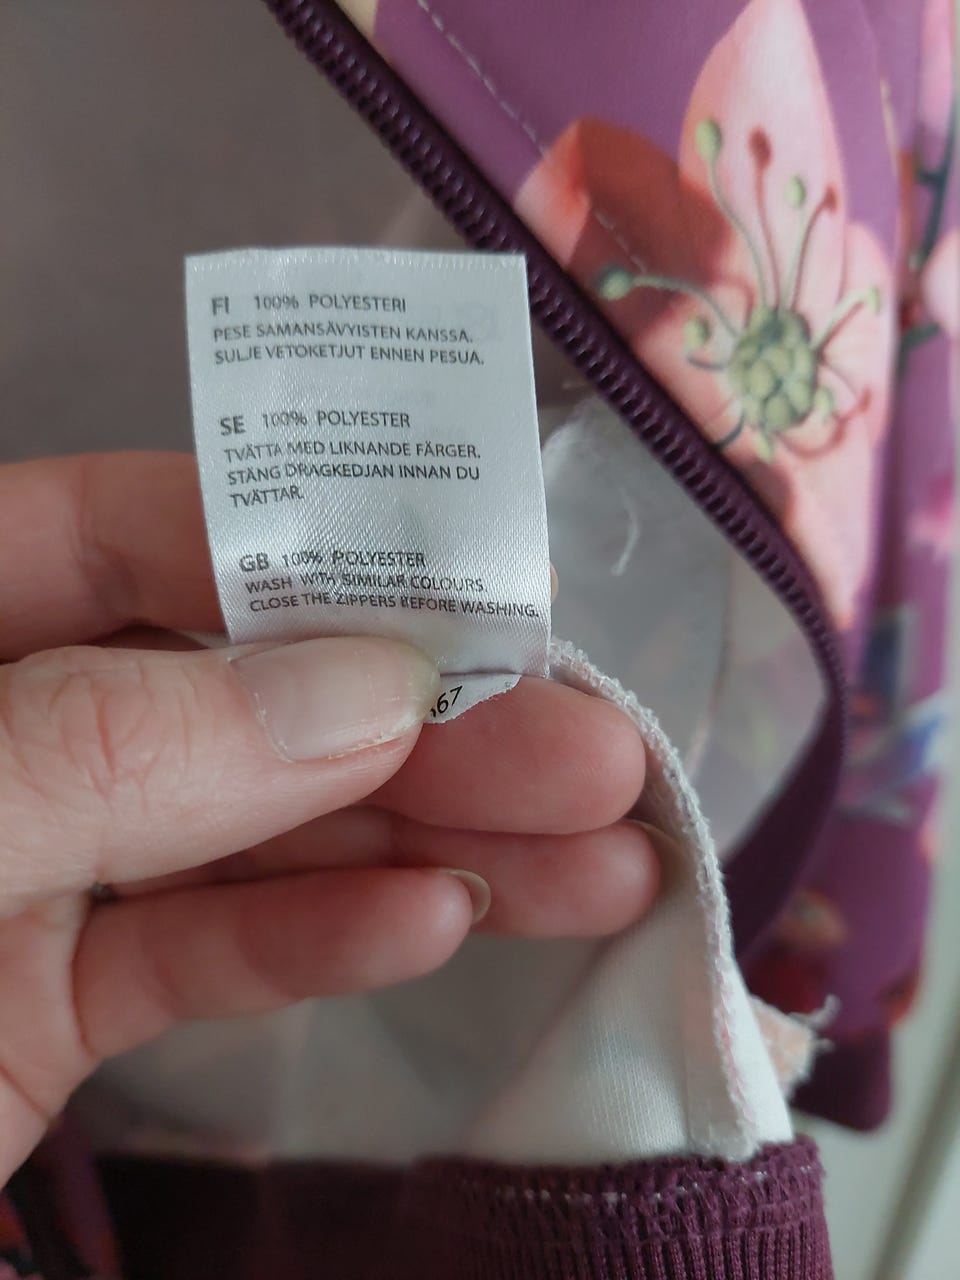 FI 100% POLYESTERI
PESE SAMANSÄVYISTEN KANSSA.
SULJE VETOKETJUT ENNEN PESUA.
SE 100% POLYESTER
TVÄTTA MED LIKNANDE FÄRGER.
STÄNG DRAGKEDJAN INNAN DU
TVÄTTAR.
GB 100% POLYESTER
WASH WITH SIMILAR COLOURS
CLOSE THE ZIPPERS BEFORE WASHING.
67